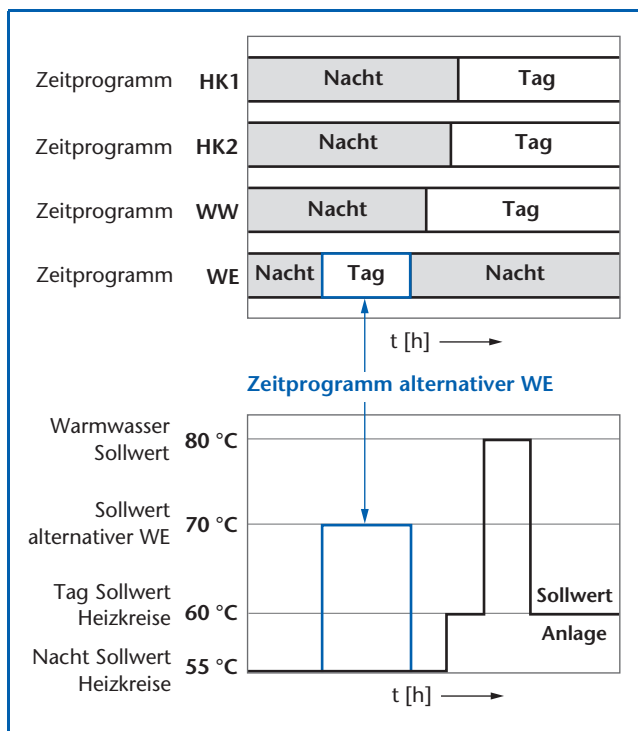 Zeitprogramm HK1 Nacht Tag
Zeitprogramm HK2 Nacht Tag
Zeitprogramm WW Nacht Tag
Zeitprogramm WE Nacht Tag Nacht
t [h]
Zeitprogramm alternativer WE
Warmwasser
Sollwert
80 °C
Sollwert
alternativer WE
70 °C
Tag Sollwert
Heizkreise
60 °C
Nacht Sollwert
Heizkreise
55 °C
Sollwert
Anlage
t [h]